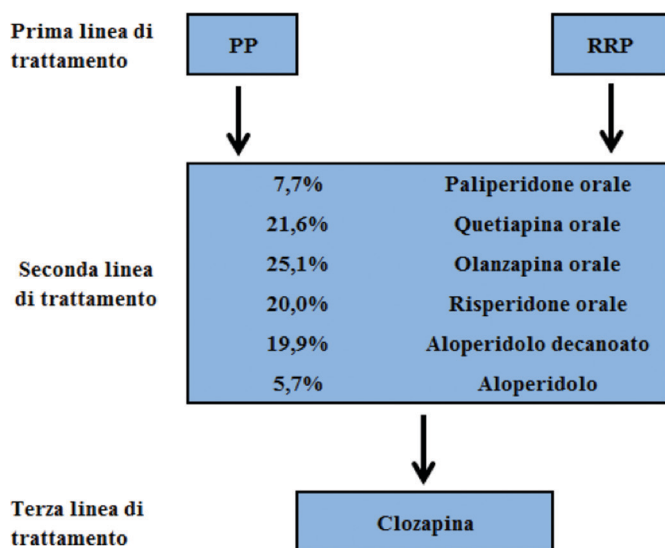 Prima linea di
trattamento
PP
RRP
Seconda linea
di trattamento
7,7% Paliperidone orale
21,6% Quetiapina orale
25,1% Olanzapina orale
20,0% Risperidone orale
19,9% Aloperidolo decanoato
5,7% Aloperidolo
Terza linea di
trattamento
Clozapina